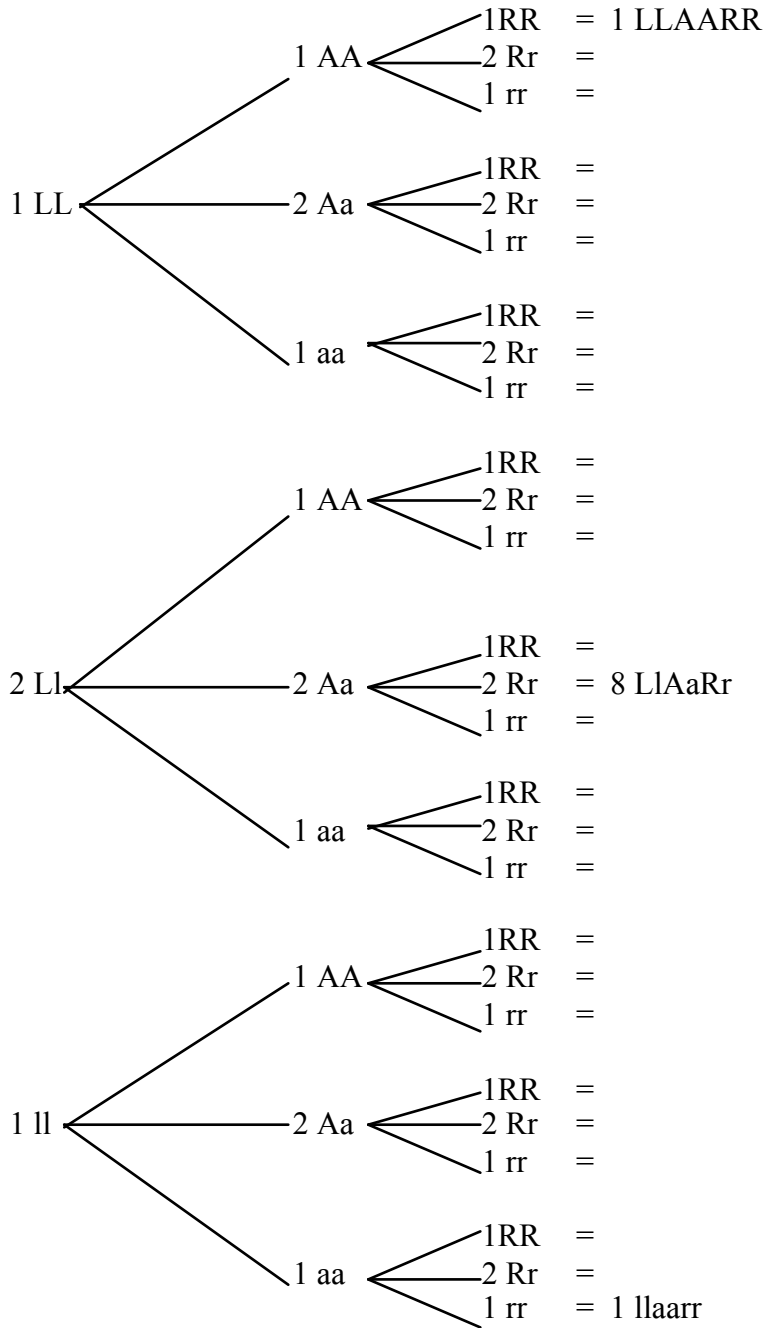 1RR = 1 LLAARR
1 AA 2 Rr =
1 rr =
1RR =
1 LL 2 Aa 2 Rr =
1 rr =
1RR =
1 aa 2 Rr =
1 rr =
1RR =
1 AA 2 Rr =
1 rr =
1RR =
2 Ll 2 Aa 2 Rr = 8 LlAaRr
1 rr =
1RR =
1 aa 2 Rr =
1 rr =
1RR =
1 AA 2 Rr =
1 rr =
1RR =
1 ll 2 Aa 2 Rr =
1 rr =
1RR =
1 aa 2 Rr =
1 rr = 1 llaarr